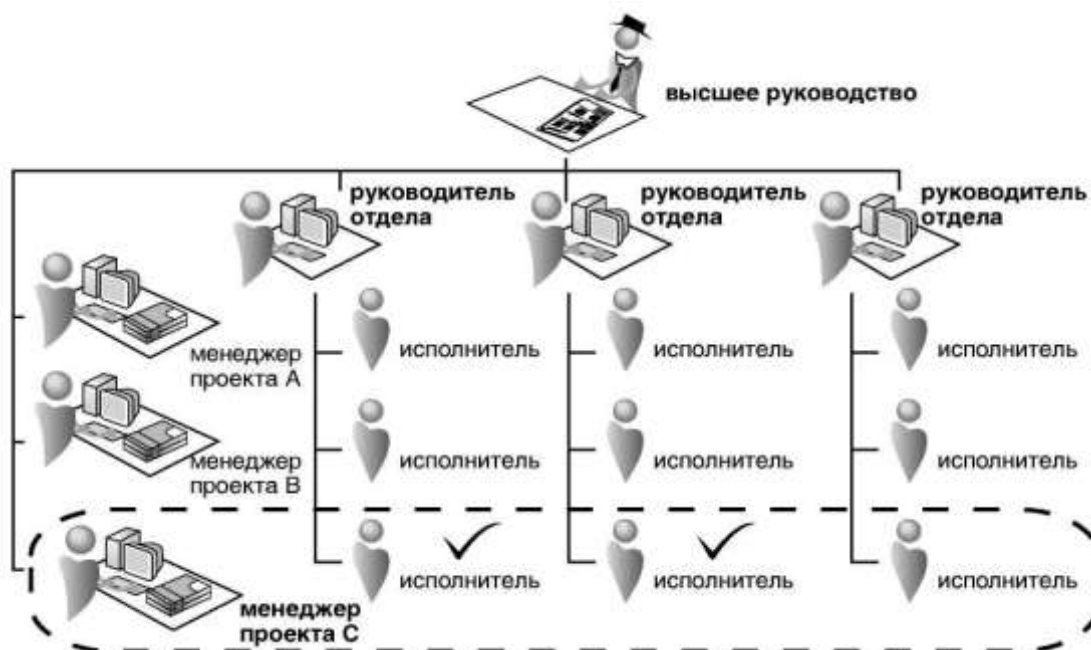 высшее руководство
руководитель
отдела
руководитель
отдела
руководитель
отдела
менеджер
проекта А
исполнитель
исполнитель
исполнитель
менеджер
проекта В
исполнитель
исполнитель
исполнитель
исполнитель
исполнитель
исполнитель
менеджер
проекта С